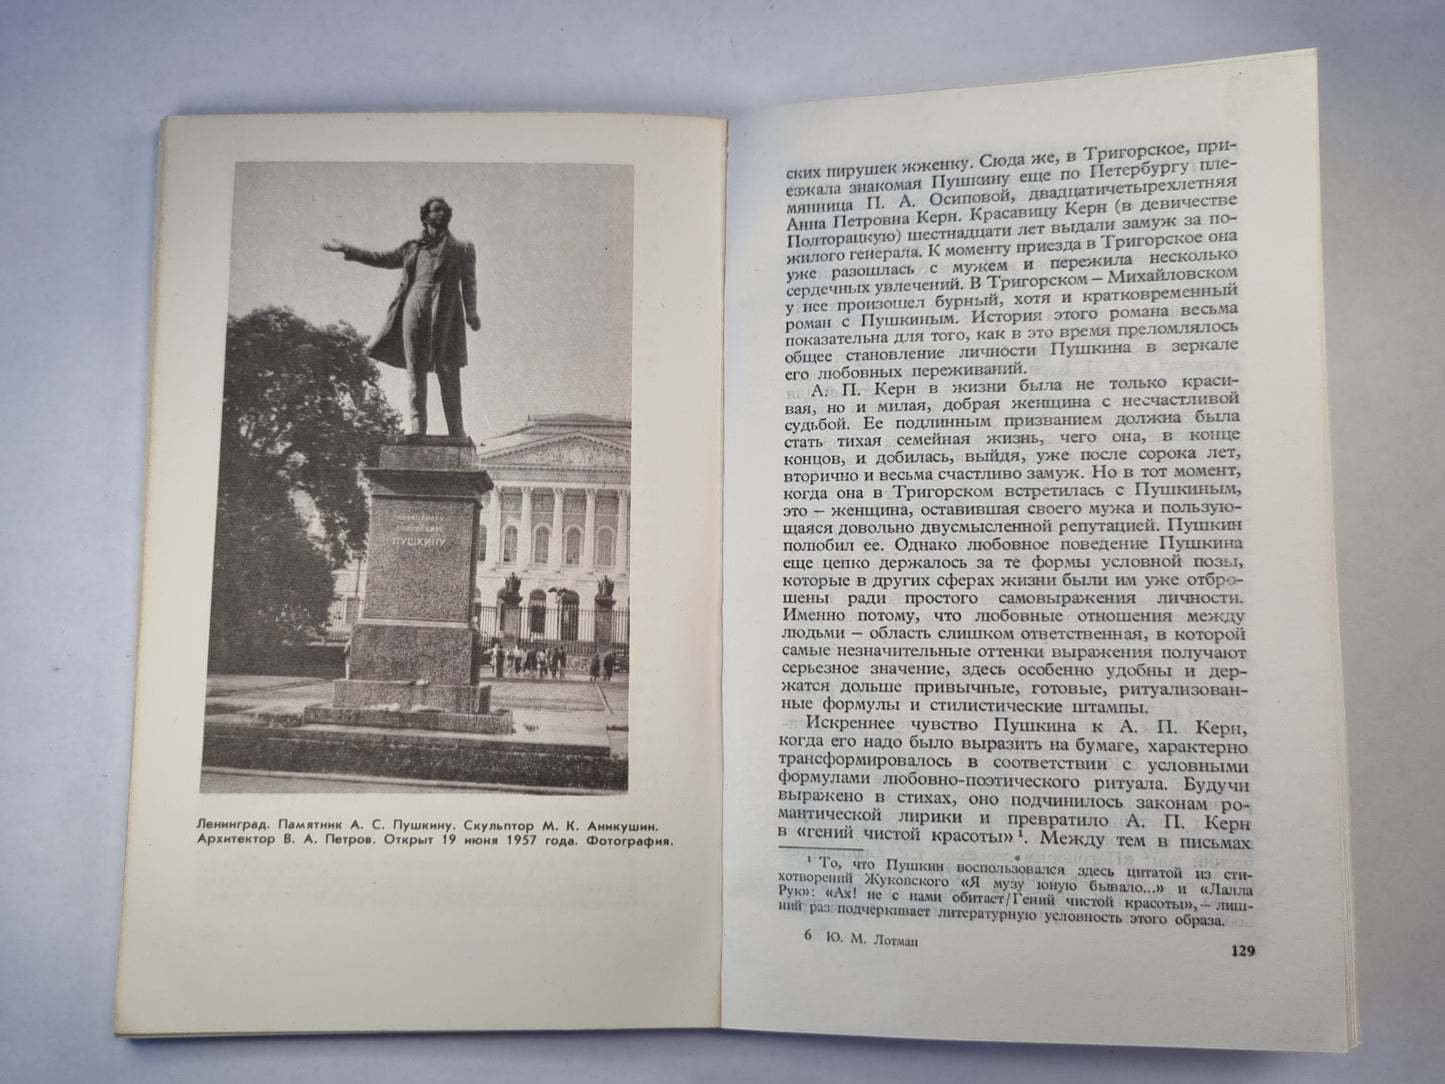 АЛЕКСАНДРУ
СЕРГЕЕВИЧУ
ПУШКИНУ
Ленинград. Памятник А. С. Пушкину. Скульптор М. К. Аникушин.
Архитектор В. А. Петров. Открыт 19 июня 1957 года. Фотография.
ских пирушек жженку. Сюда же, в Тригорское, при-
езжала знакомая Пушкину еще по Петербургу пле-
мянница П. А. Осиповой, двадцатичетырехлетняя
Анна Петровна Керн. Красавицу Керн (в девичестве
Полторацкую) шестнадцати лет выдали замуж за по-
жилого генерала. К моменту приезда в Тригорское она
уже разошлась с мужем и пережила несколько
сердечных увлечений. В Тригорском – Михайловском
у нее произошел бурный, хотя и кратковременный
роман с Пушкиным. История этого романа весьма
показательна для того, как в это время преломлялось
общее становление личности Пушкина в зеркале
его любовных переживаний.
А. П. Керн в жизни была не только краси-
вая, но и милая, добрая женщина с несчастливой
судьбой. Ее подлинным призванием должна была
стать тихая семейная жизнь, чего она, в конце
концов, и добилась, выйдя, уже после сорока лет,
вторично и весьма счастливо замуж. Но в тот момент,
когда она в Тригорском встретилась с Пушкиным,
это – женщина, оставившая своего мужа и пользую-
щаяся довольно двусмысленной репутацией. Пушкин
полюбил ее. Однако любовное поведение Пушкина
еще цепко держалось за те формы условной позы,
которые в других сферах жизни были им уже отбро-
шены ради простого самовыражения личности.
Именно потому, что любовные отношения между
людьми – область слишком ответственная, в которой
самые незначительные оттенки выражения получают
серьезное значение, здесь особенно удобны и дер-
жатся дольше привычные, готовые, ритуализован-
ные формулы и стилистические штампы.
Искреннее чувство Пушкина к А. П. Керн,
когда его надо было выразить на бумаге, характерно
трансформировалось в соответствии с условными
формулами любовно-поэтического ритуала. Будучи
выражено в стихах, оно подчинилось законам ро-
мантической лирики и превратило А. П. Керн
в «гений чистой красоты»¹. Между тем в письмах
¹ То, что Пушкин воспользовался здесь цитатой из сти-
хотворений Жуковского «Я музу юную бывало...» и «Лалла
Рук»: «Ах! не с нами обитает/Гений чистой красоты», – лиш-
ний раз подчеркивает литературную условность этого образа.
6 Ю. М. Лотман
129